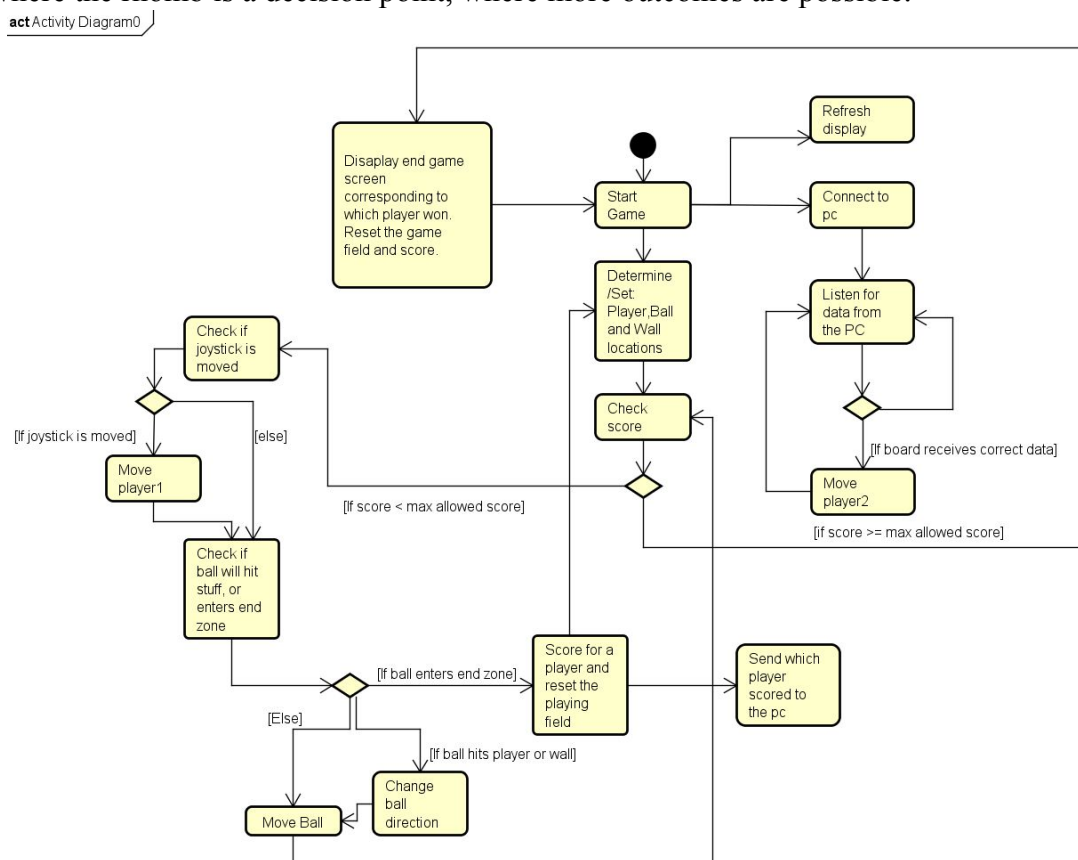 where the rhomb is a decision point, where more outcomes are possible.
act Activity Diagram0
Refresh
display
Disaplay end game
screen
corresponding to
which player won.
Reset the game
field and score.
Start
Game
Connect to
pc
Determine
/Set:
Player,Ball
and Wall
locations
Listen for
data from
the PC
Check if
joystick is
moved
Check
score
[If joystick is moved]
[else]
[If board receives correct data]
Move
player1
[If score < max allowed score]
Move
player2
[if score >= max allowed score]
Check if
ball will hit
stuff, or
enters end
zone
[If ball enters end zone]
Score for a
player and
reset the
playing
field
Send which
player
scored to
the pc
[Else]
[If ball hits player or wall]
Change
ball
direction
Move Ball